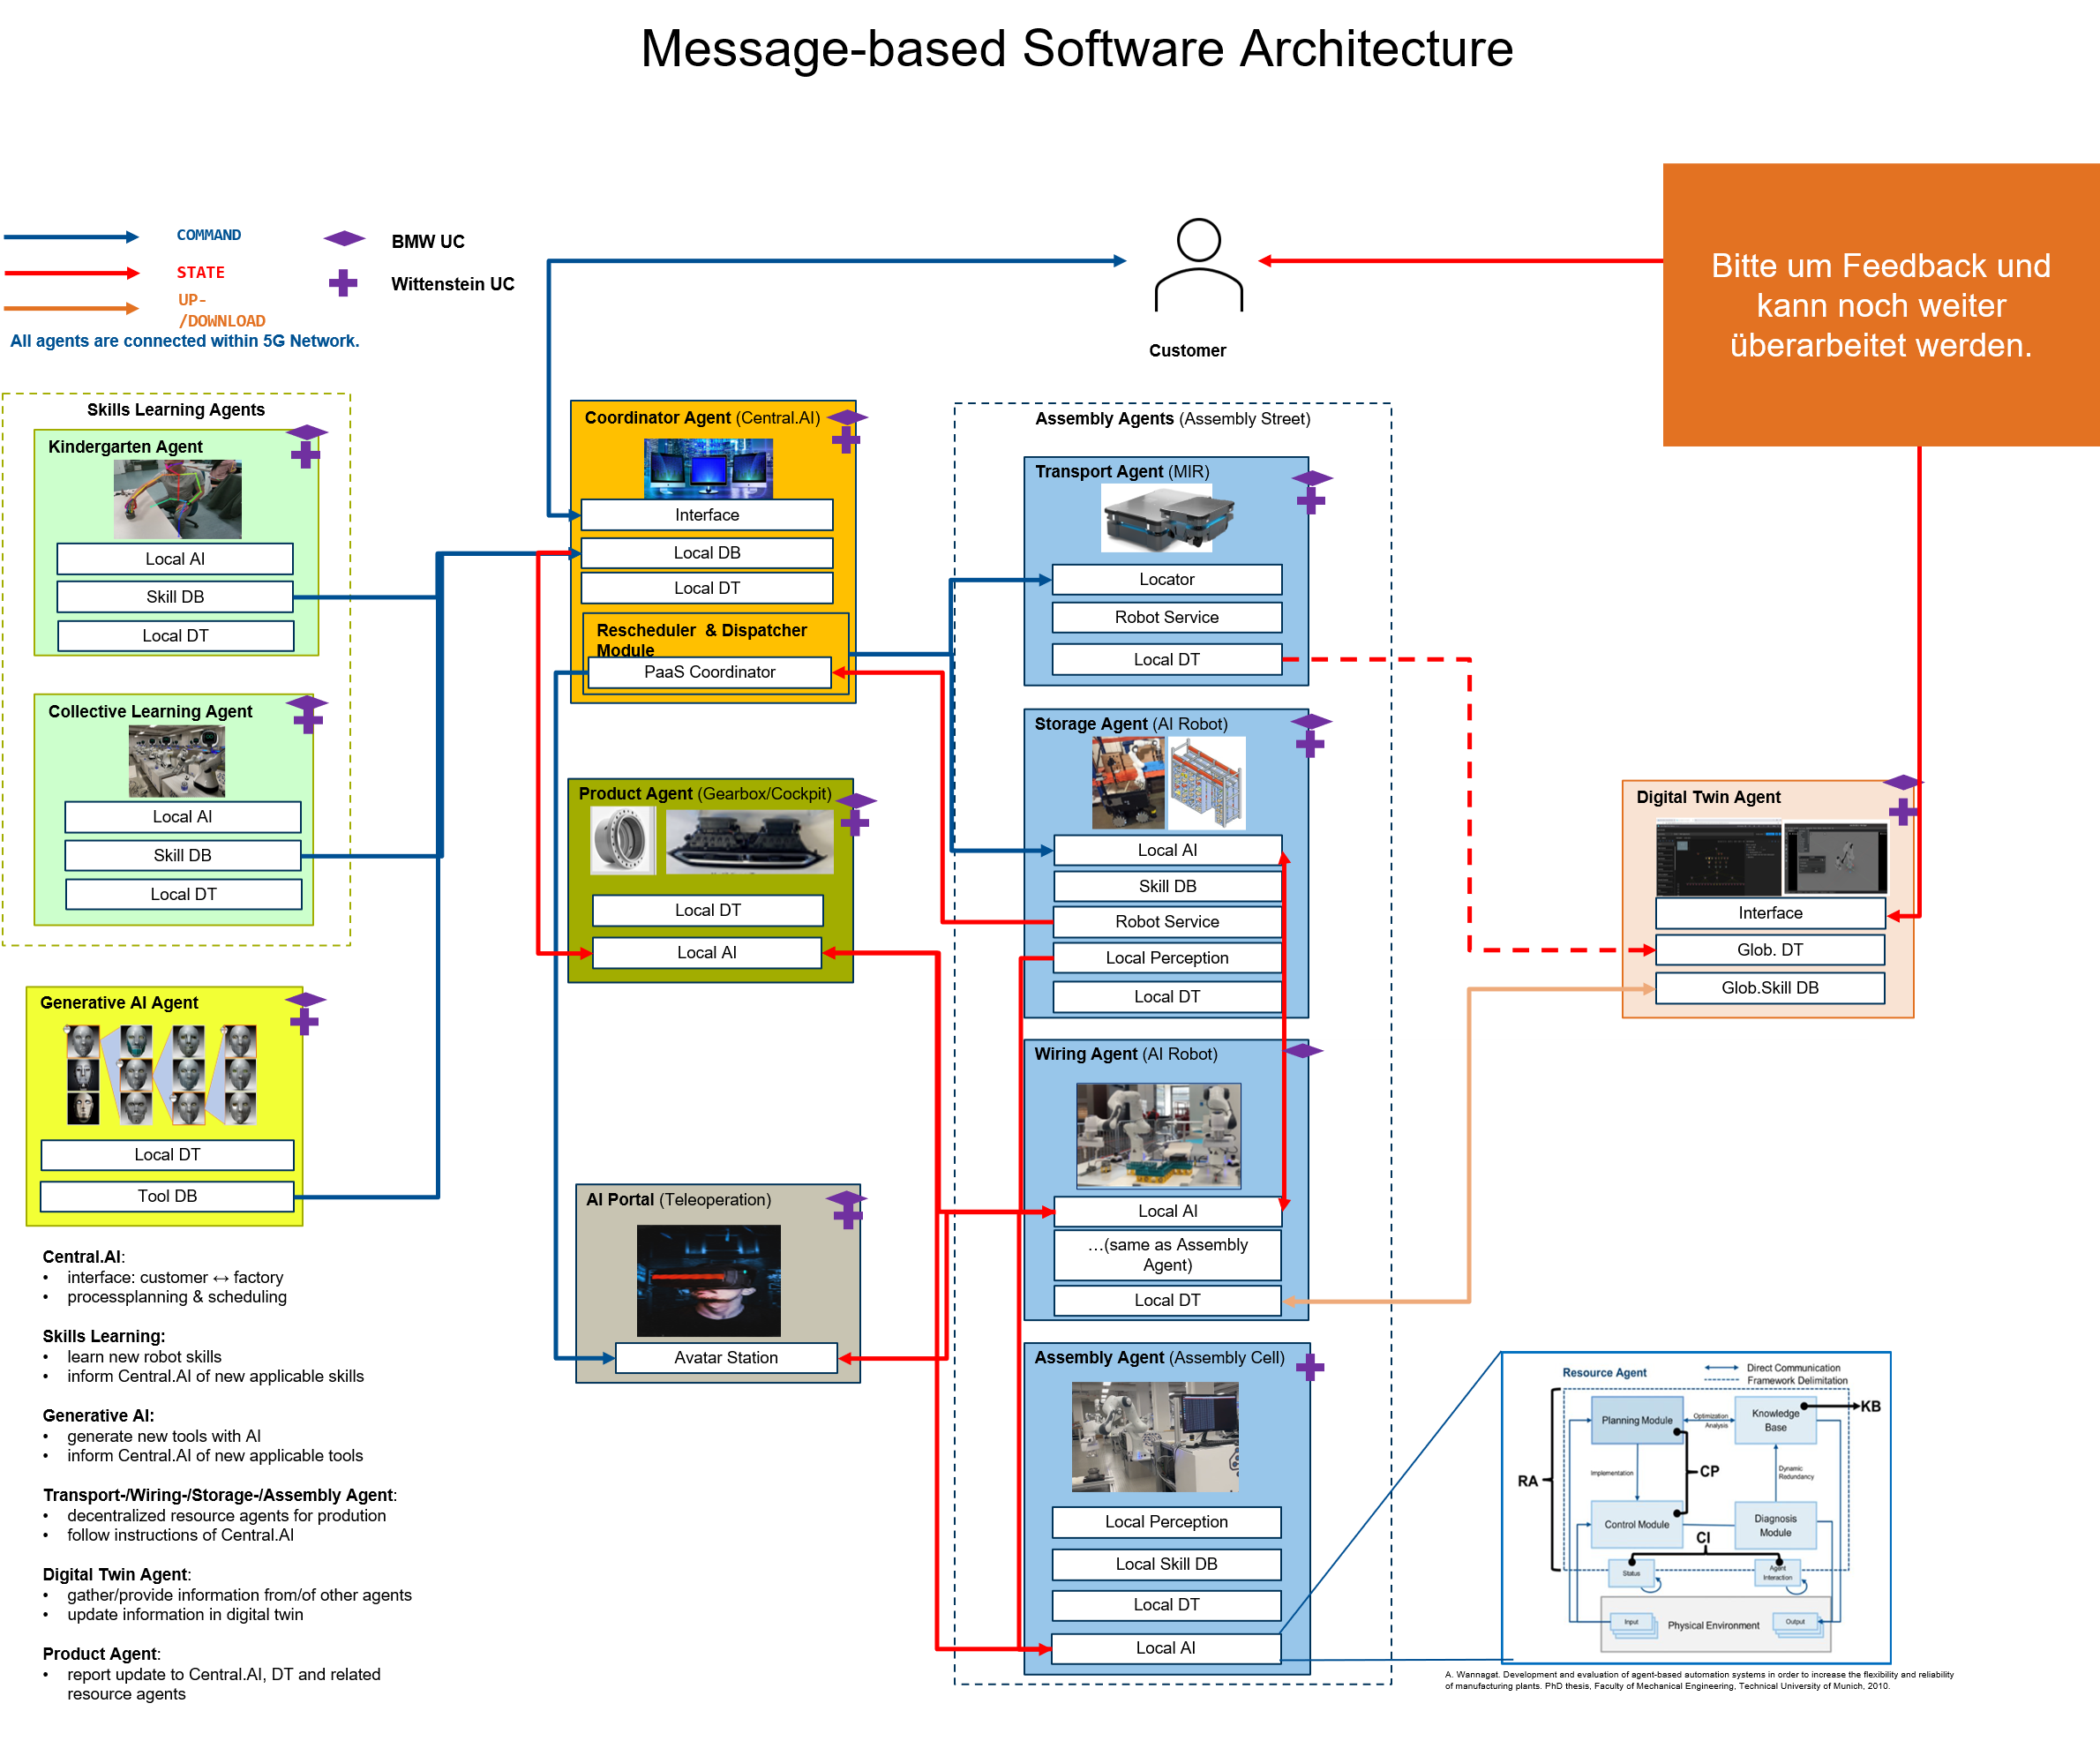 Message-based Software Architecture
COMMAND
STATE
UP-
/DOWNLOAD
All agents are connected within 5G Network.
BMW UC
Wittenstein UC
Customer
Bitte um Feedback und
kann noch weiter
überarbeitet werden.
Skills Learning Agents
Kindergarten Agent
Local AI
Skill DB
Local DT
Collective Learning Agent
Local AI
Skill DB
Local DT
Generative AI Agent
Local DT
Tool DB
Central.AI:
• interface: customer ↔ factory
• processplanning & scheduling
Skills Learning:
• learn new robot skills
• inform Central.AI of new applicable skills
Generative AI:
• generate new tools with AI
• inform Central.AI of new applicable tools
Transport-/Wiring-/Storage-/Assembly Agent:
• decentralized resource agents for prodution
• follow instructions of Central.AI
Digital Twin Agent:
• gather/provide information from/of other agents
• update information in digital twin
Product Agent:
• report update to Central.AI, DT and related
resource agents
Coordinator Agent (Central.AI)
Interface
Local DB
Local DT
Rescheduler & Dispatcher
Module
PaaS Coordinator
Product Agent (Gearbox/Cockpit)
Local DT
Local AI
AI Portal (Teleoperation)
Avatar Station
Assembly Agents (Assembly Street)
Transport Agent (MIR)
Locator
Robot Service
Local DT
Storage Agent (AI Robot)
Local AI
Skill DB
Robot Service
Local Perception
Local DT
Wiring Agent (AI Robot)
Local AI
…(same as Assembly
Agent)
Local DT
Assembly Agent (Assembly Cell)
Local Perception
Local Skill DB
Local DT
Local AI
Digital Twin Agent
Interface
Glob. DT
Glob.Skill DB
Resource Agent
Direct Communication
Framework Delimitation
Planning Module
Optimization
Analysis
Knowledge
Base
KB
RA
Implementation
CP
Dynamic
Redundancy
Control Module
Diagnosis
Module
CI
Status
Agent
Interaction
Input
Physical Environment
Output
A. Wannagat. Development and evaluation of agent-based automation systems in order to increase the flexibility and reliability
of manufacturing plants. PhD thesis, Faculty of Mechanical Engineering, Technical University of Munich, 2010.